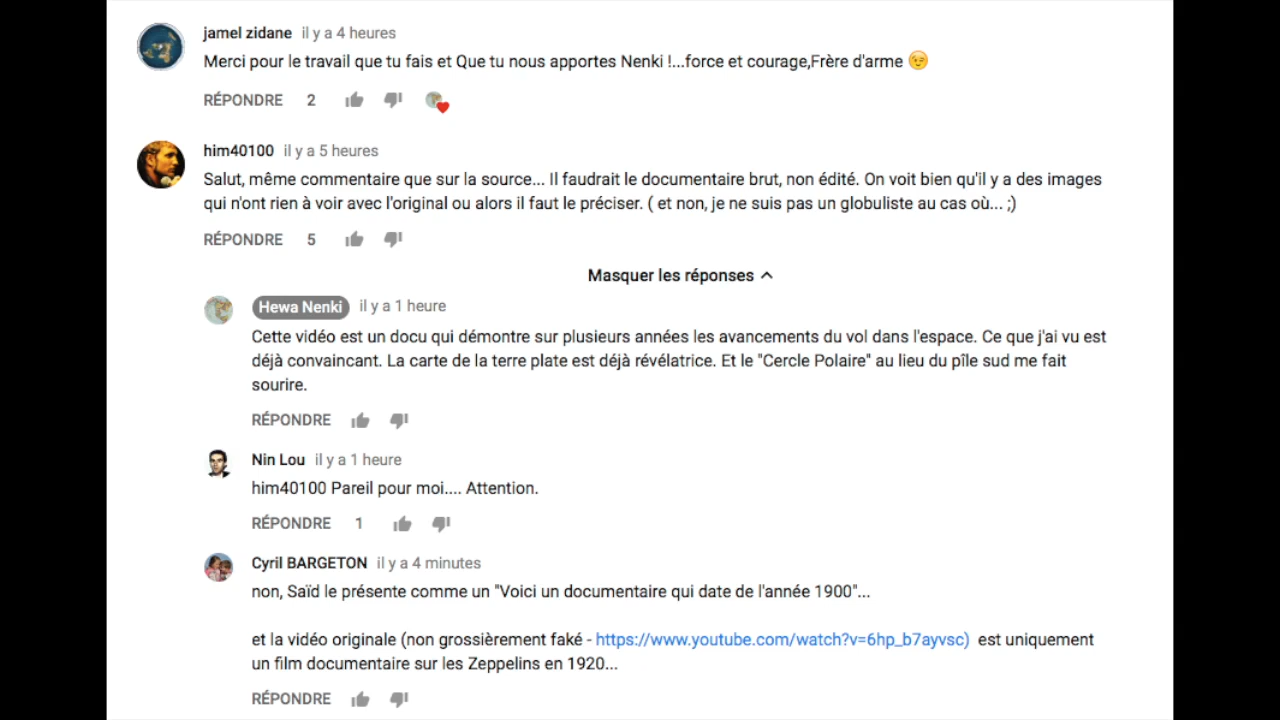 jamel zidane il y a 4 heures
Merci pour le travail que tu fais et Que tu nous apportes Nenki !...force et courage,Frère d'arme 😉
RÉPONDRE 2
him40100 il y a 5 heures
Salut, même commentaire que sur la source... Il faudrait le documentaire brut, non édité. On voit bien qu'il y a des images
qui n'ont rien à voir avec l'original ou alors il faut le préciser. ( et non, je ne suis pas un globuliste au cas où... ;)
RÉPONDRE 5
Masquer les réponses
Hewa Nenki il y a 1 heure
Cette vidéo est un docu qui démontre sur plusieurs années les avancements du vol dans l'espace. Ce que j'ai vu est
déjà convaincant. La carte de la terre plate est déjà révélatrice. Et le "Cercle Polaire" au lieu du pîle sud me fait
sourire.
RÉPONDRE
Nin Lou il y a 1 heure
him40100 Pareil pour moi.... Attention.
RÉPONDRE 1
Cyril BARGETON il y a 4 minutes
non, Saïd le présente comme un "Voici un documentaire qui date de l'année 1900"...
et la vidéo originale (non grossièrement faké - https://www.youtube.com/watch?v=6hp_b7ayvsc) est uniquement
un film documentaire sur les Zeppelins en 1920...
RÉPONDRE